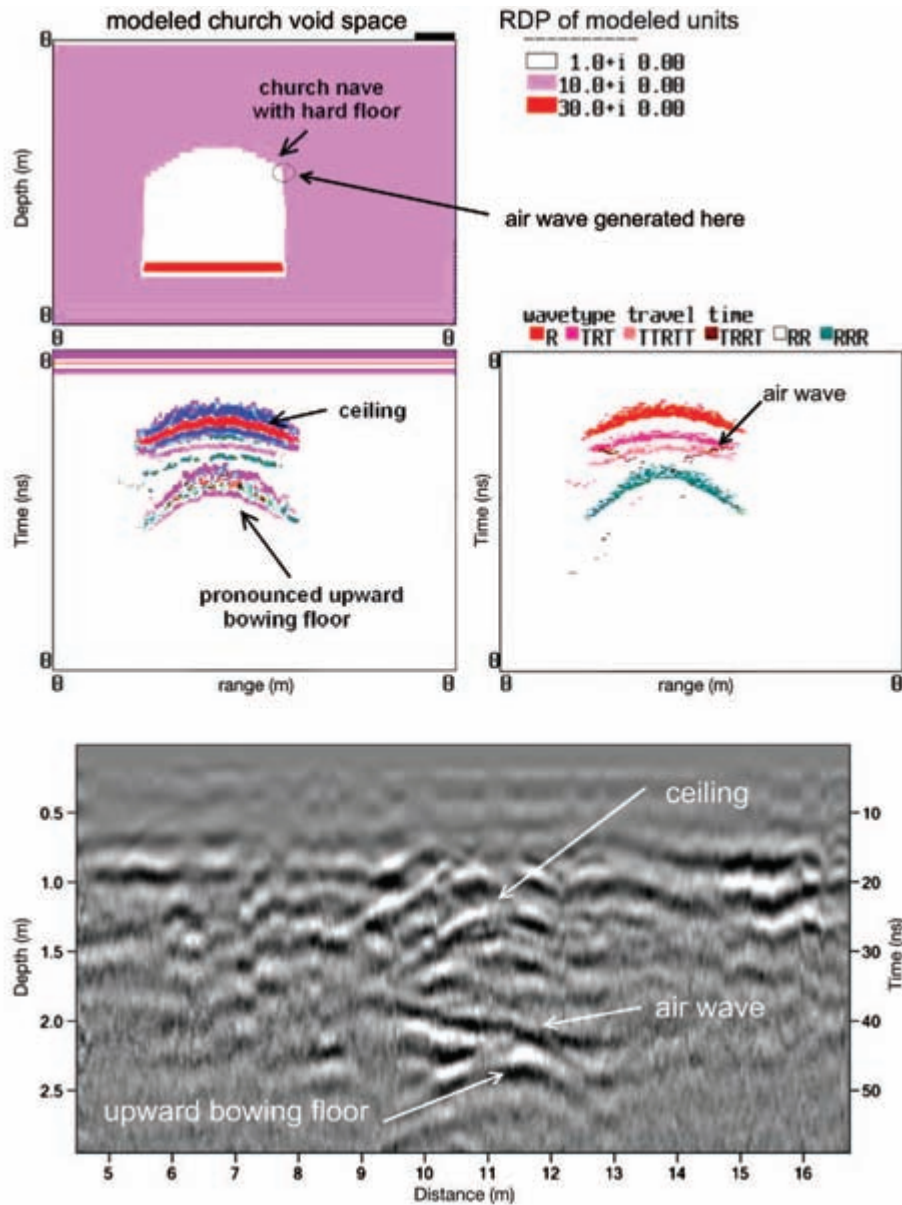 modeled church void space
RDP of modeled units
1.0+i 0.00
10.0+i 0.00
30.0+i 0.00
0
church nave
with hard floor
Depth (m)
air wave generated here
0
0
0
wavetype travel time
R TRT TTRTT TRRT RR RRR
0
ceiling
Time (ns)
pronounced upward
bowing floor
0
0
range (m)
0
0
air wave
Time (ns)
0
0
range (m)
0
ceiling
0.5
1.0
1.5
2.0
2.5
Depth (m)
10
20
30
40
50
Time (ns)
air wave
upward bowing floor
5 6 7 8 9 10 11 12 13 14 15 16
Distance (m)